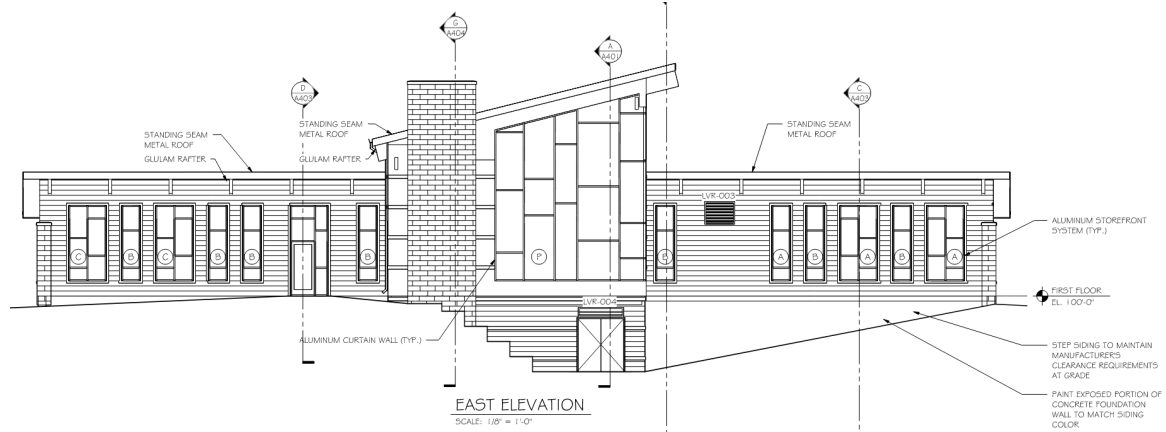 G
A404
A
A401
D
A403
C
A403
STANDING SEAM
METAL ROOF
STANDING SEAM
METAL ROOF
STANDING SEAM
METAL ROOF
GLULAM RAFTER
GLULAM RAFTER
LVR-003
ALUMINUM STOREFRONT
SYSTEM (TYP.)
C
B
C
B
B
B
P
B
A
B
A
B
A
FIRST FLOOR
EL. 100'-0"
LVR-004
ALUMINUM CURTAIN WALL (TYP.)
STEP SIDING TO MAINTAIN
MANUFACTURER'S
CLEARANCE REQUIREMENTS
AT GRADE
PAINT EXPOSED PORTION OF
CONCRETE FOUNDATION
WALL TO MATCH SIDING
COLOR
EAST ELEVATION
SCALE: 1/8" = 1'-0"